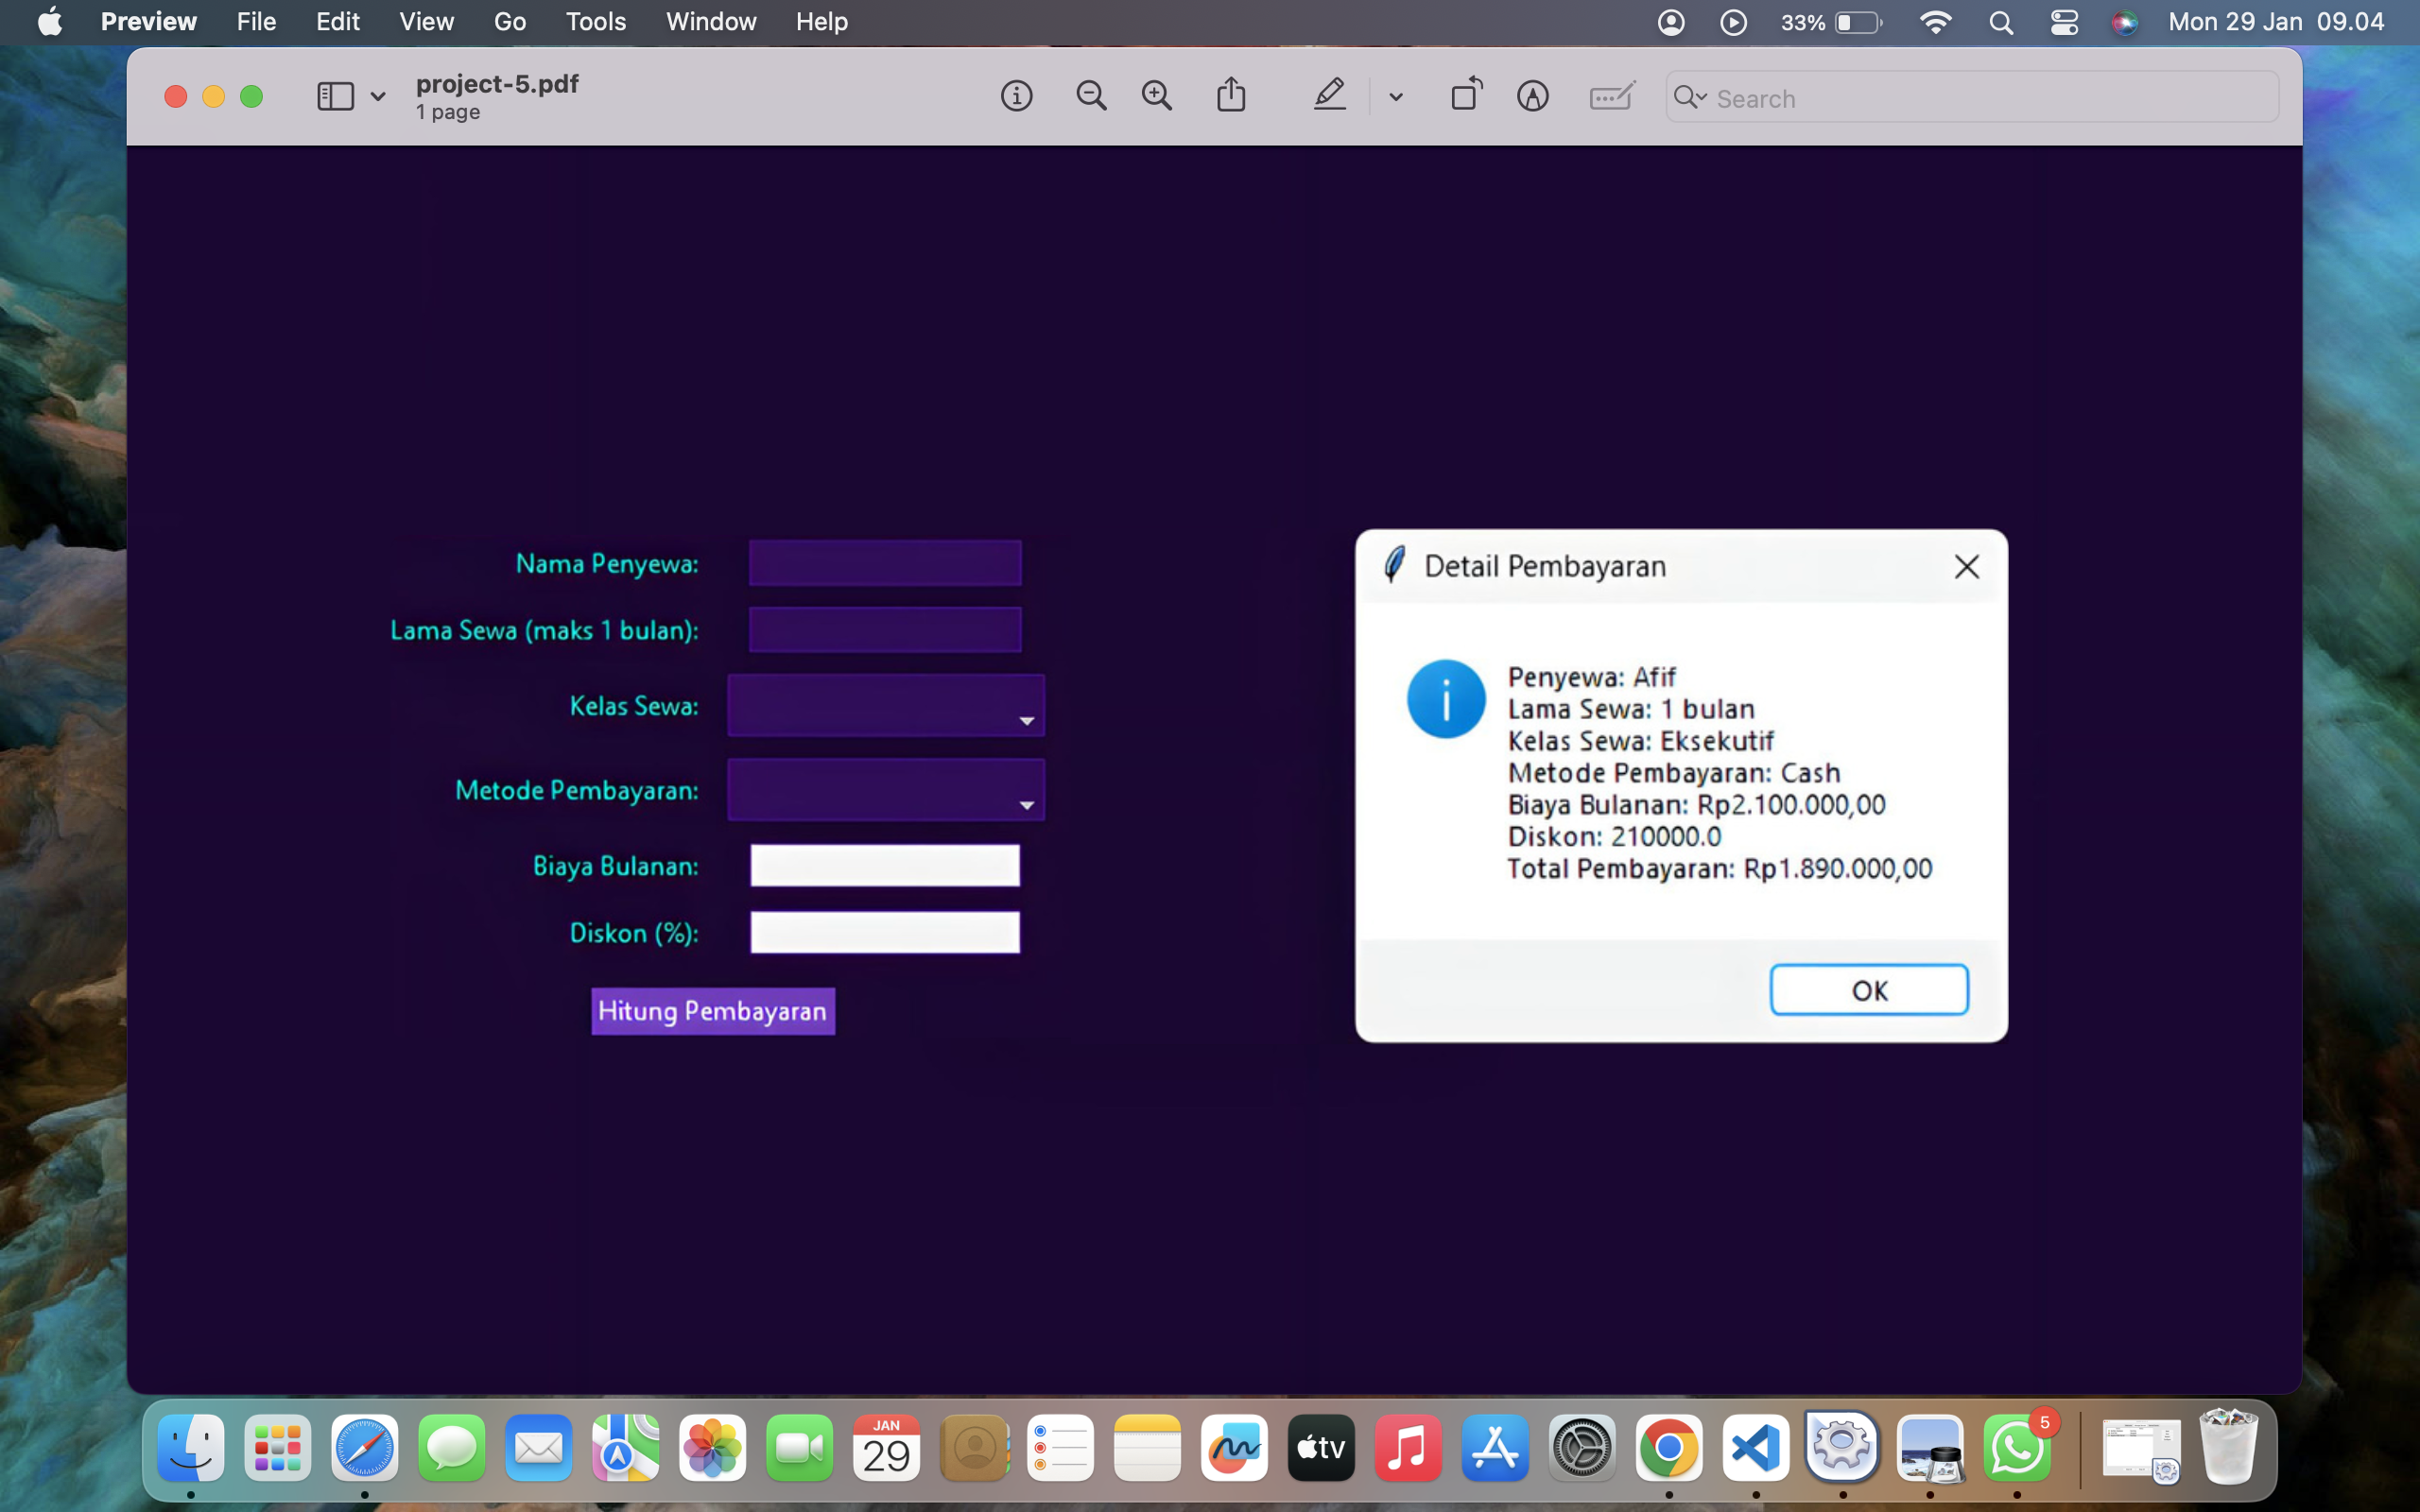 Preview File Edit View Go Tools Window Help 33% Mon 29 Jan 09.04
project-5.pdf
1 page
Search
Nama Penyewa:
Lama Sewa (maks 1 bulan):
Kelas Sewa:
Metode Pembayaran:
Biaya Bulanan:
Diskon (%):
Hitung Pembayaran
Detail Pembayaran
Penyewa: Afif
Lama Sewa: 1 bulan
Kelas Sewa: Eksekutif
Metode Pembayaran: Cash
Biaya Bulanan: Rp2.100.000,00
Diskon: 210000.0
Total Pembayaran: Rp1.890.000,00
OK
JAN
29
tv
5